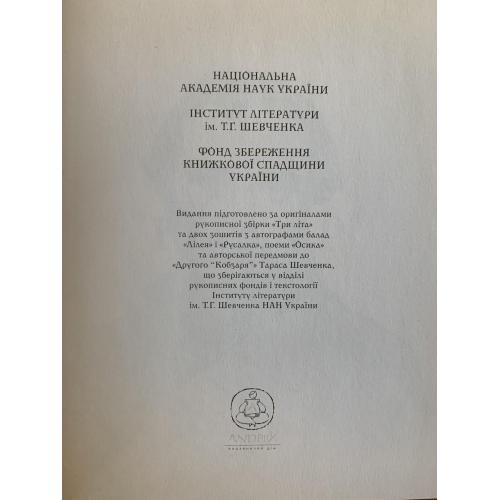 НАЦІОНАЛЬНА
АКАДЕМІЯ НАУК УКРАЇНИ
ІНСТИТУТ ЛІТЕРАТУРИ
ім. Т.Г. ШЕВЧЕНКА
ФОНД ЗБЕРЕЖЕННЯ
КНИЖКОВОЇ СПАДЩИНИ
УКРАЇНИ
Видання підготовлено за оригіналами
рукописної збірки «Три літа»
та двох зошитів з автографами балад
«Лілея» і «Русалка», поеми «Осика»
та авторської передмови до
«Другого "Кобзаря"» Тараса Шевченка,
що зберігаються у відділі
рукописних фондів і текстології
Інституту літератури
ім. Т.Г. Шевченка НАН України
видавничий дім